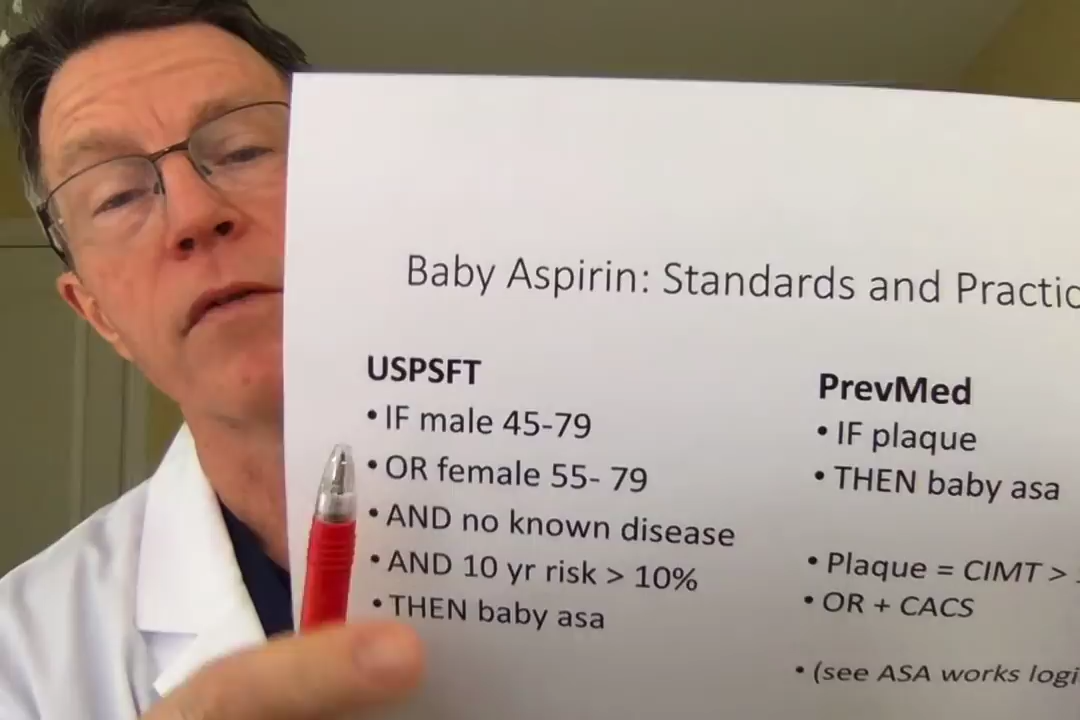 Baby Aspirin: Standards and Practic
USPSFT
• IF male 45-79
• OR female 55- 79
• AND no known disease
• AND 10 yr risk > 10%
• THEN baby asa
PrevMed
• IF plaque
• THEN baby asa
• Plaque = CIMT >
• OR + CACS
• (see ASA works logi